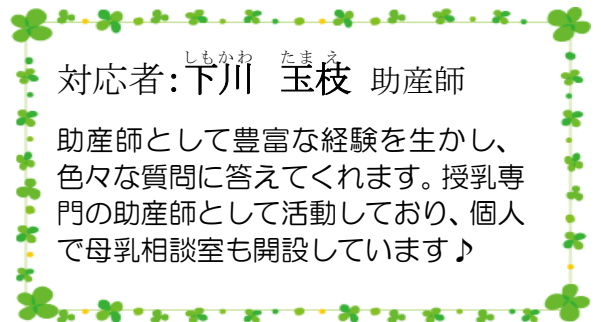 しもかわ　たまえ
対応者：下川　玉枝 助産師
助産師として豊富な経験を生かし、
色々な質問に答えてくれます。授乳専
門の助産師として活動しており、個人
で母乳相談室も開設しています♪